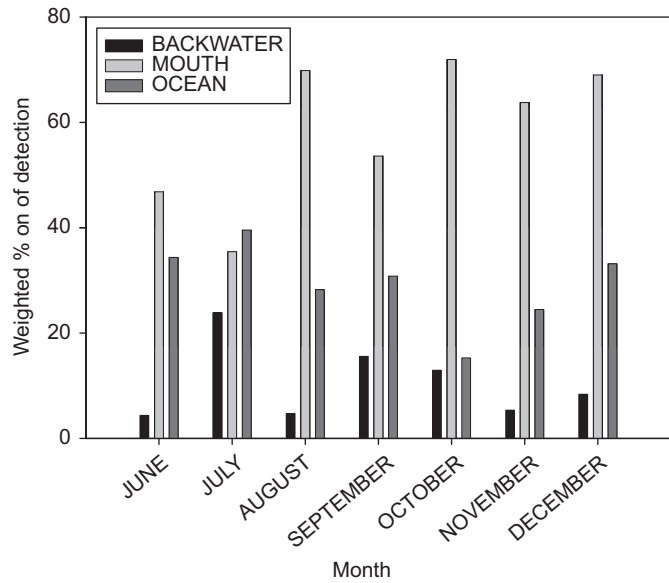 80
60
40
20
0
Weighted % on of detection
BACKWATER
MOUTH
OCEAN
JUNE
JULY
AUGUST
SEPTEMBER
OCTOBER
NOVEMBER
DECEMBER
Month